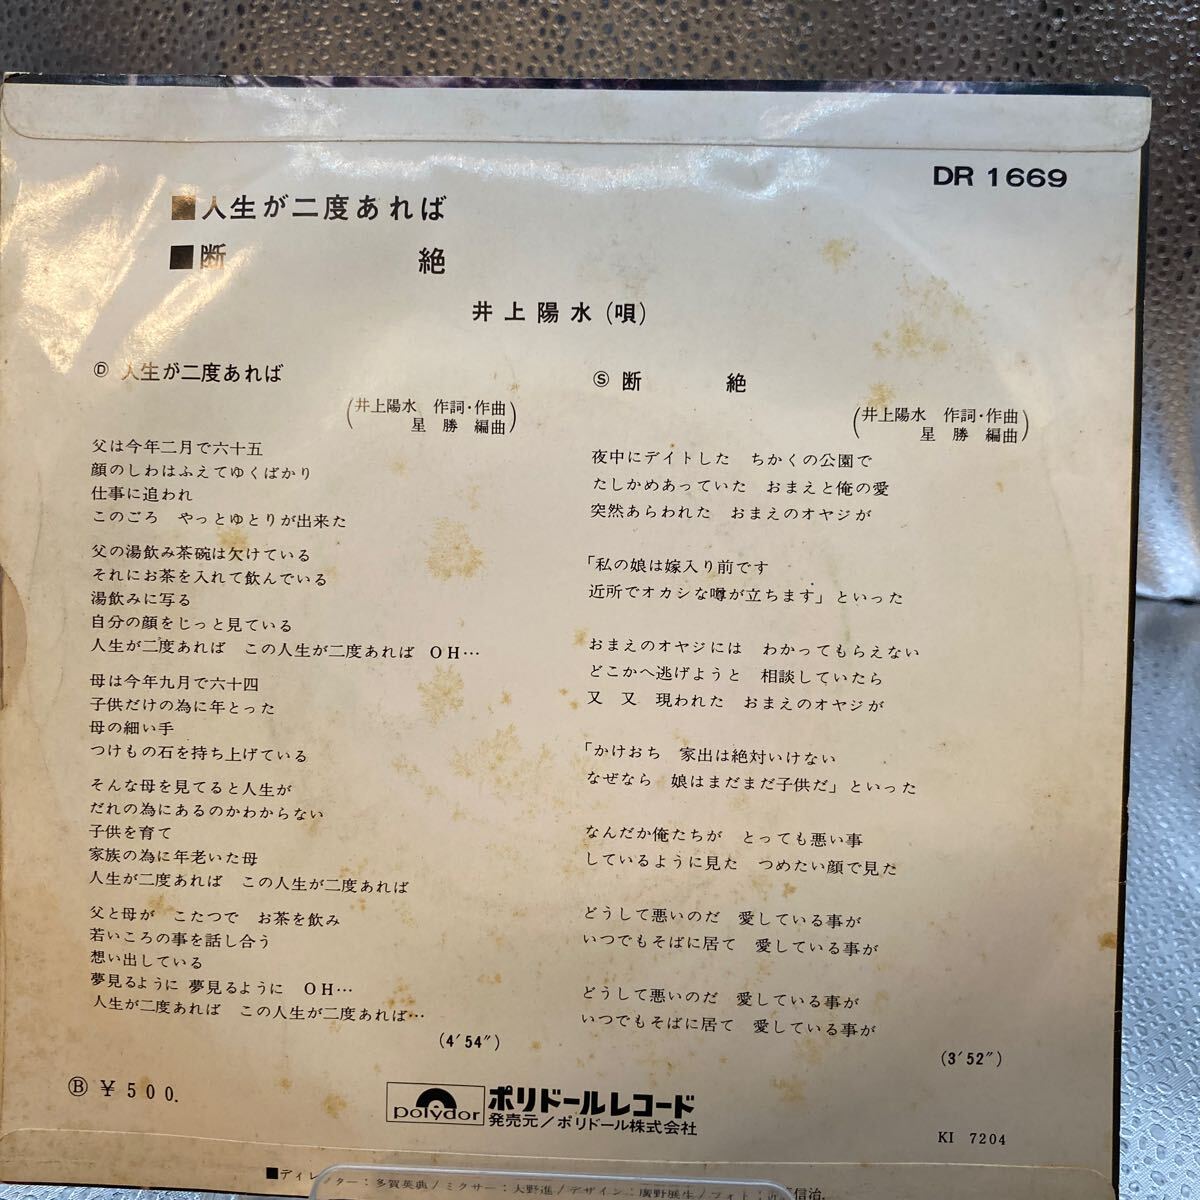 DR 1669
■人生が二度あれば
■断　　　　　　絶
井上陽水(唄)
Ⓓ 人生が二度あれば
(井上陽水　作詞・作曲
星　勝　編曲)
父は今年二月で六十五
顔のしわはふえてゆくばかり
仕事に追われ
このごろ　やっとゆとりが出来た
父の湯飲み茶碗は欠けている
それにお茶を入れて飲んでいる
湯飲みに写る
自分の顔をじっと見ている
人生が二度あれば　この人生が二度あれば　OH…
母は今年九月で六十四
子供だけの為に年とった
母の細い手
つけもの石を持ち上げている
そんな母を見てると人生が
だれの為にあるのかわからない
子供を育て
家族の為に年老いた母
人生が二度あれば　この人生が二度あれば
父と母が　こたつで　お茶を飲み
若いころの事を話し合う
想い出している
夢見るように 夢見るように　OH…
人生が二度あれば　この人生が二度あれば…
(4′54″)
Ⓢ 断　　　絶
(井上陽水　作詞・作曲
星　勝　編曲)
夜中にデイトした　ちかくの公園で
たしかめあっていた　おまえと俺の愛
突然あらわれた　おまえのオヤジが
「私の娘は嫁入り前です
近所でオカシな噂が立ちます」といった
おまえのオヤジには　わかってもらえない
どこかへ逃げようと　相談していたら
又　又　現われた　おまえのオヤジが
「かけおち　家出は絶対いけない
なぜなら　娘はまだまだ子供だ」といった
なんだか俺たちが　とっても悪い事
しているように見た　つめたい顔で見た
どうして悪いのだ　愛している事が
いつでもそばに居て　愛している事が
どうして悪いのだ　愛している事が
いつでもそばに居て　愛している事が
(3′52″)
Ⓑ ￥500.
polydor ポリドールレコード
発売元／ポリドール株式会社
KI 7204
■ディレクター：多賀英典／ミクサー：大野進／デザイン：廣野展生／フォト：信治.